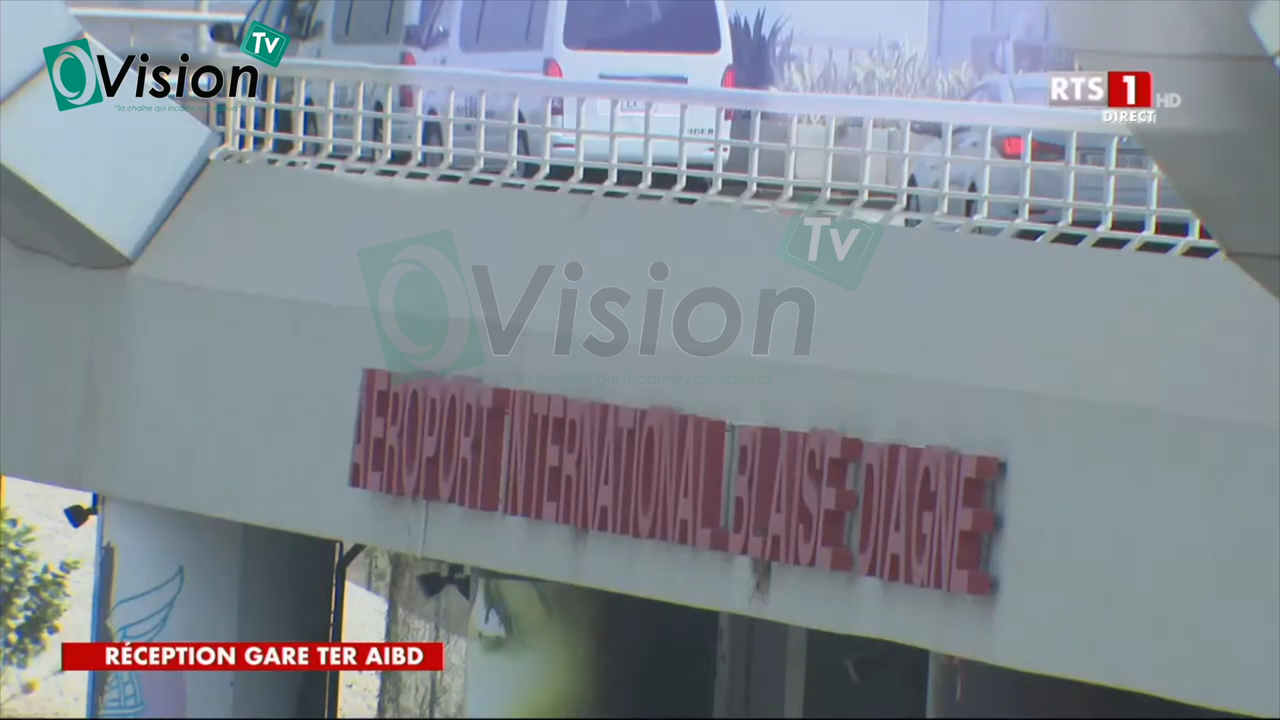 Vision Tv
"la chaîne qui incarne nos valeurs"
RTS 1 HD
DIRECT
Vision Tv
"la chaîne qui incarne nos valeurs"
AÉROPORT INTERNATIONAL BLAISE DIAGNE
RÉCEPTION GARE TER AIBD